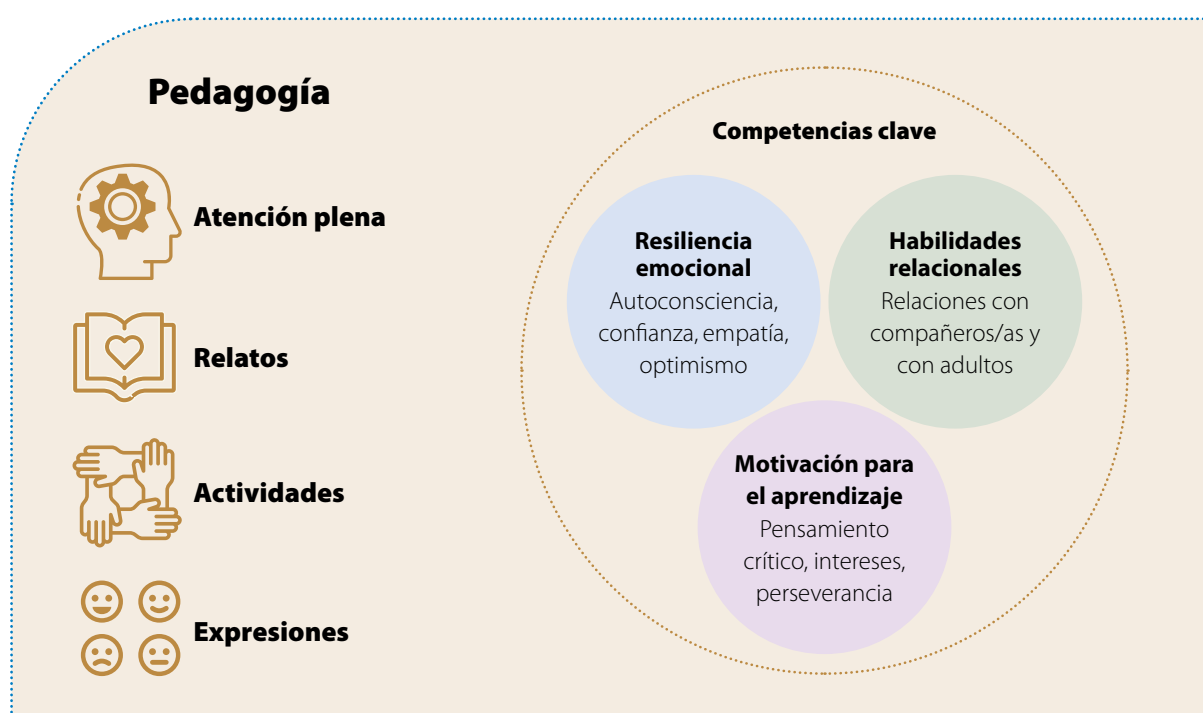 Pedagogía
Atención plena
Relatos
Actividades
Expresiones
Competencias clave
Resiliencia
emocional
Autoconsciencia,
confianza, empatía,
optimismo
Habilidades
relacionales
Relaciones con
compañeros/as y
con adultos
Motivación para
el aprendizaje
Pensamiento
crítico, intereses,
perseverancia